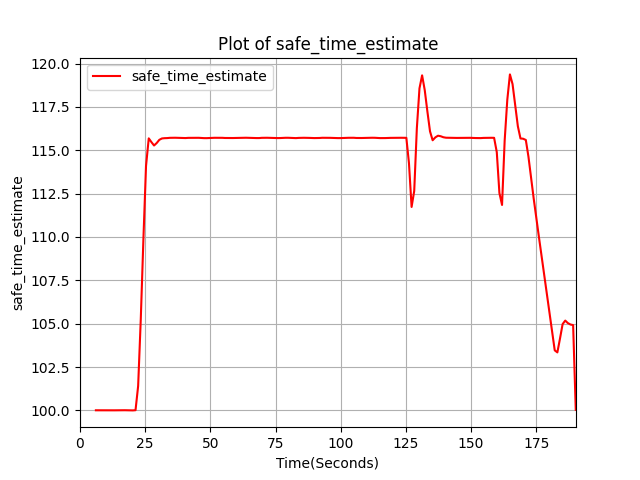 Plot of safe_time_estimate
safe_time_estimate
safe_time_estimate
120.0
117.5
115.0
112.5
110.0
107.5
105.0
102.5
100.0
0 25 50 75 100 125 150 175
Time(Seconds)